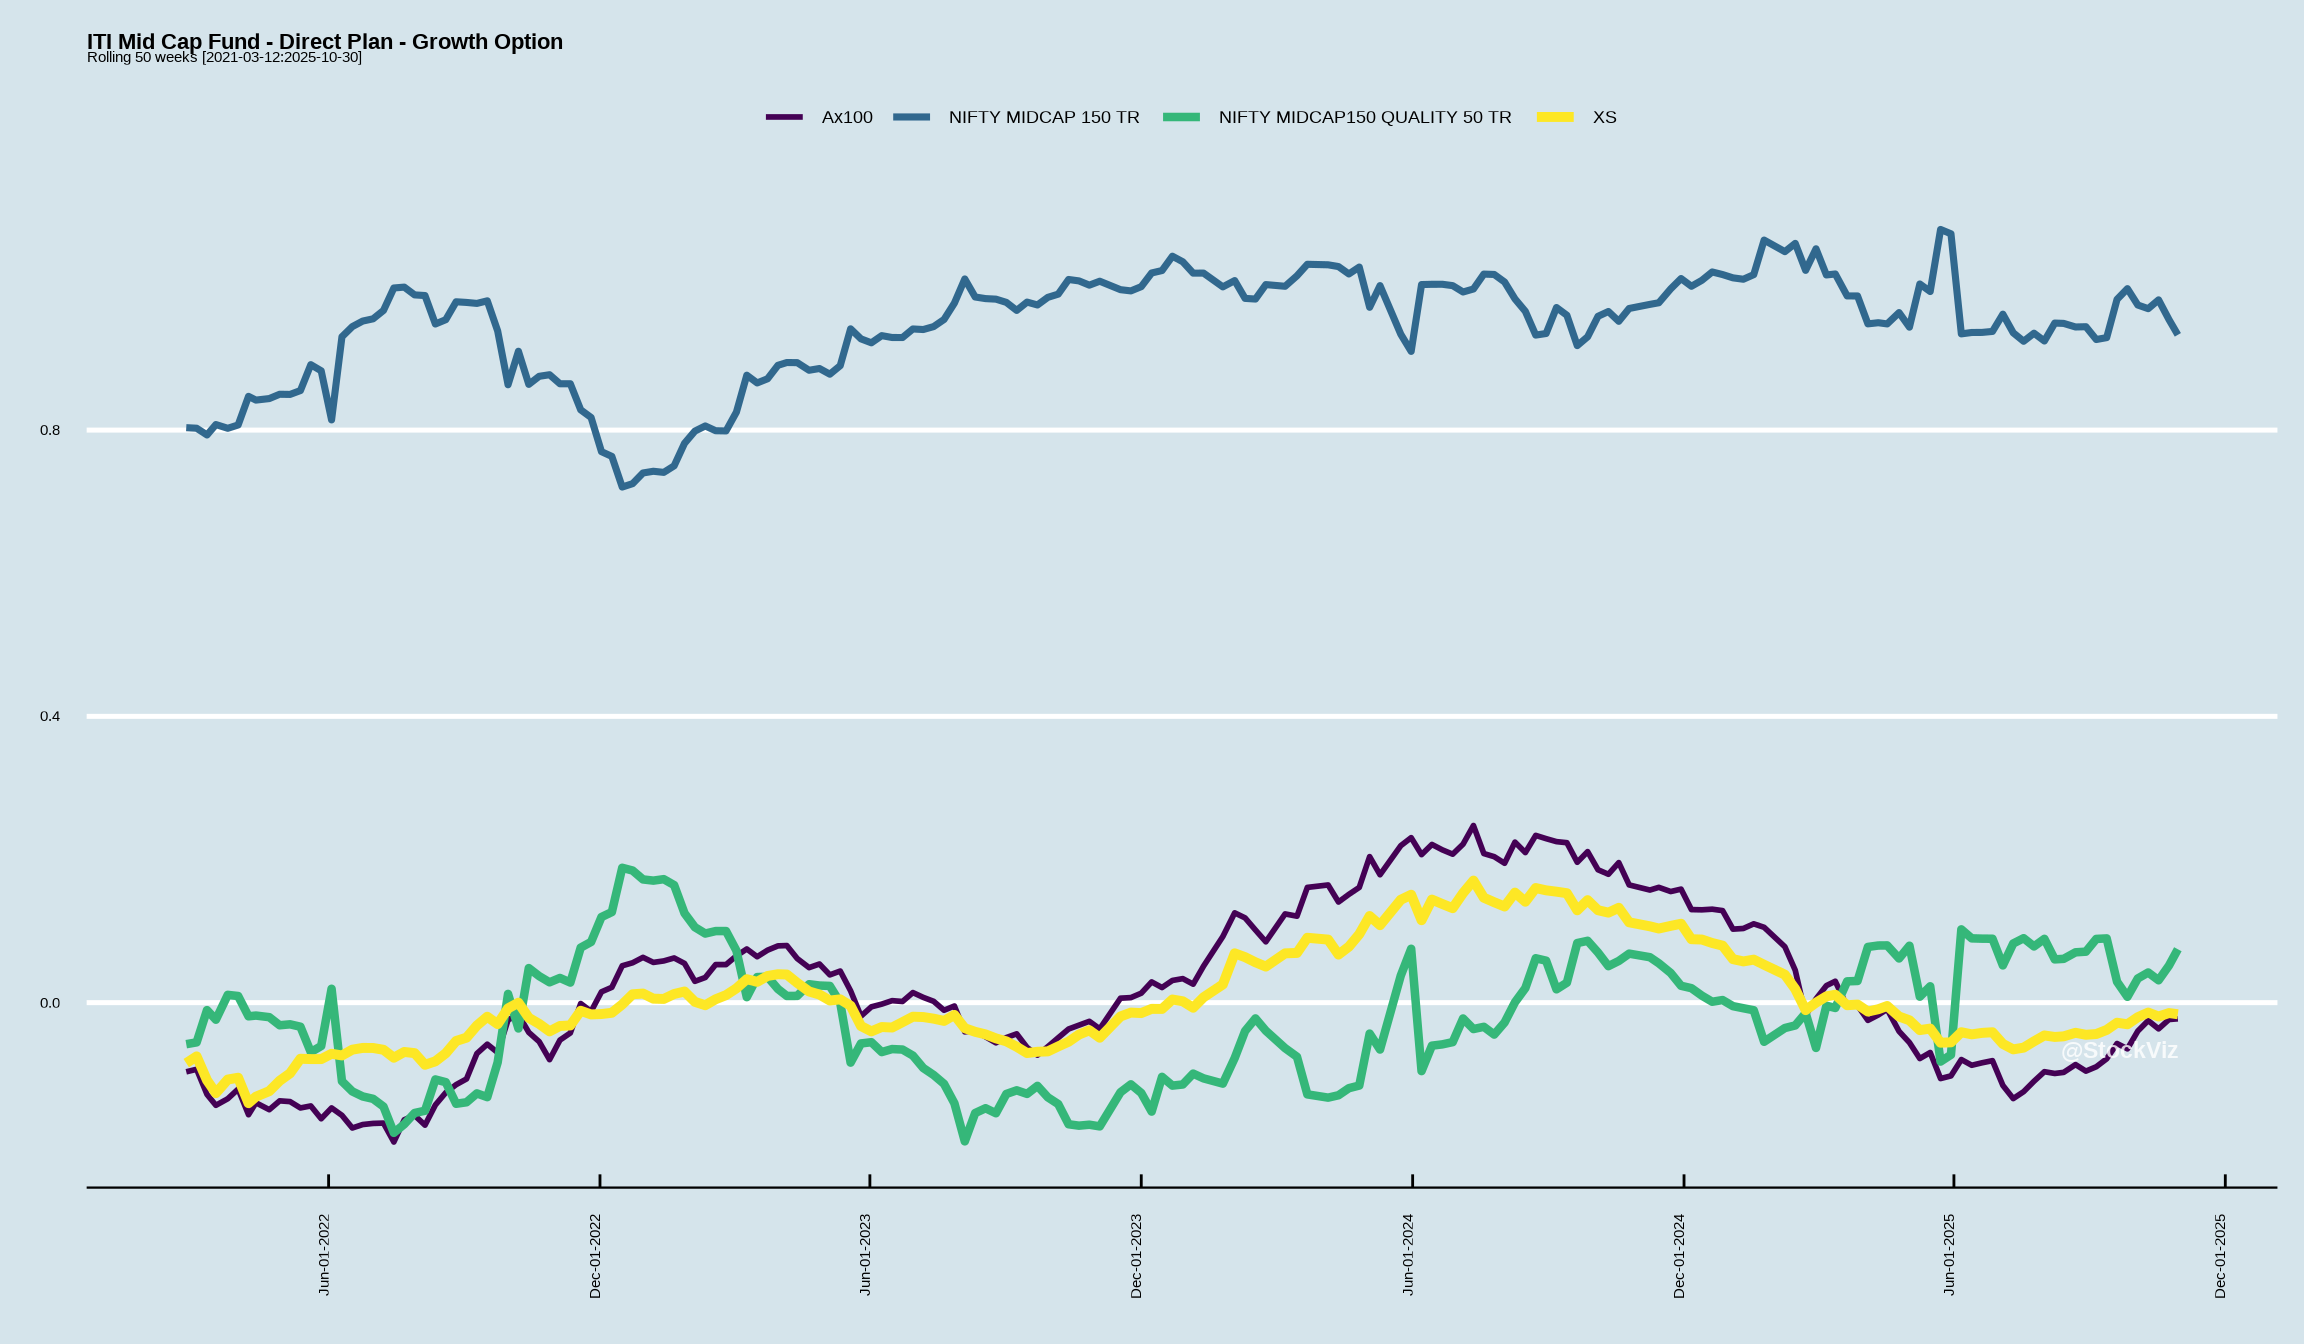 ITI Mid Cap Fund - Direct Plan - Growth Option
Rolling 50 weeks [2021-03-12:2025-10-30]
Ax100 NIFTY MIDCAP 150 TR NIFTY MIDCAP150 QUALITY 50 TR XS
0.8
0.4
0.0
@StockViz
Jun-01-2022
Dec-01-2022
Jun-01-2023
Dec-01-2023
Jun-01-2024
Dec-01-2024
Jun-01-2025
Dec-01-2025